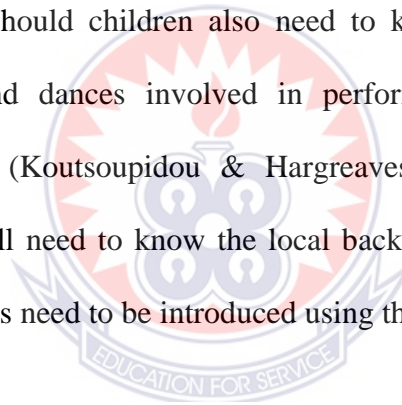 hould children also need to k
nd dances involved in perfor
(Koutsoupidou & Hargreaves
ll need to know the local back
s need to be introduced using th
EDUCATION FOR SERVICE